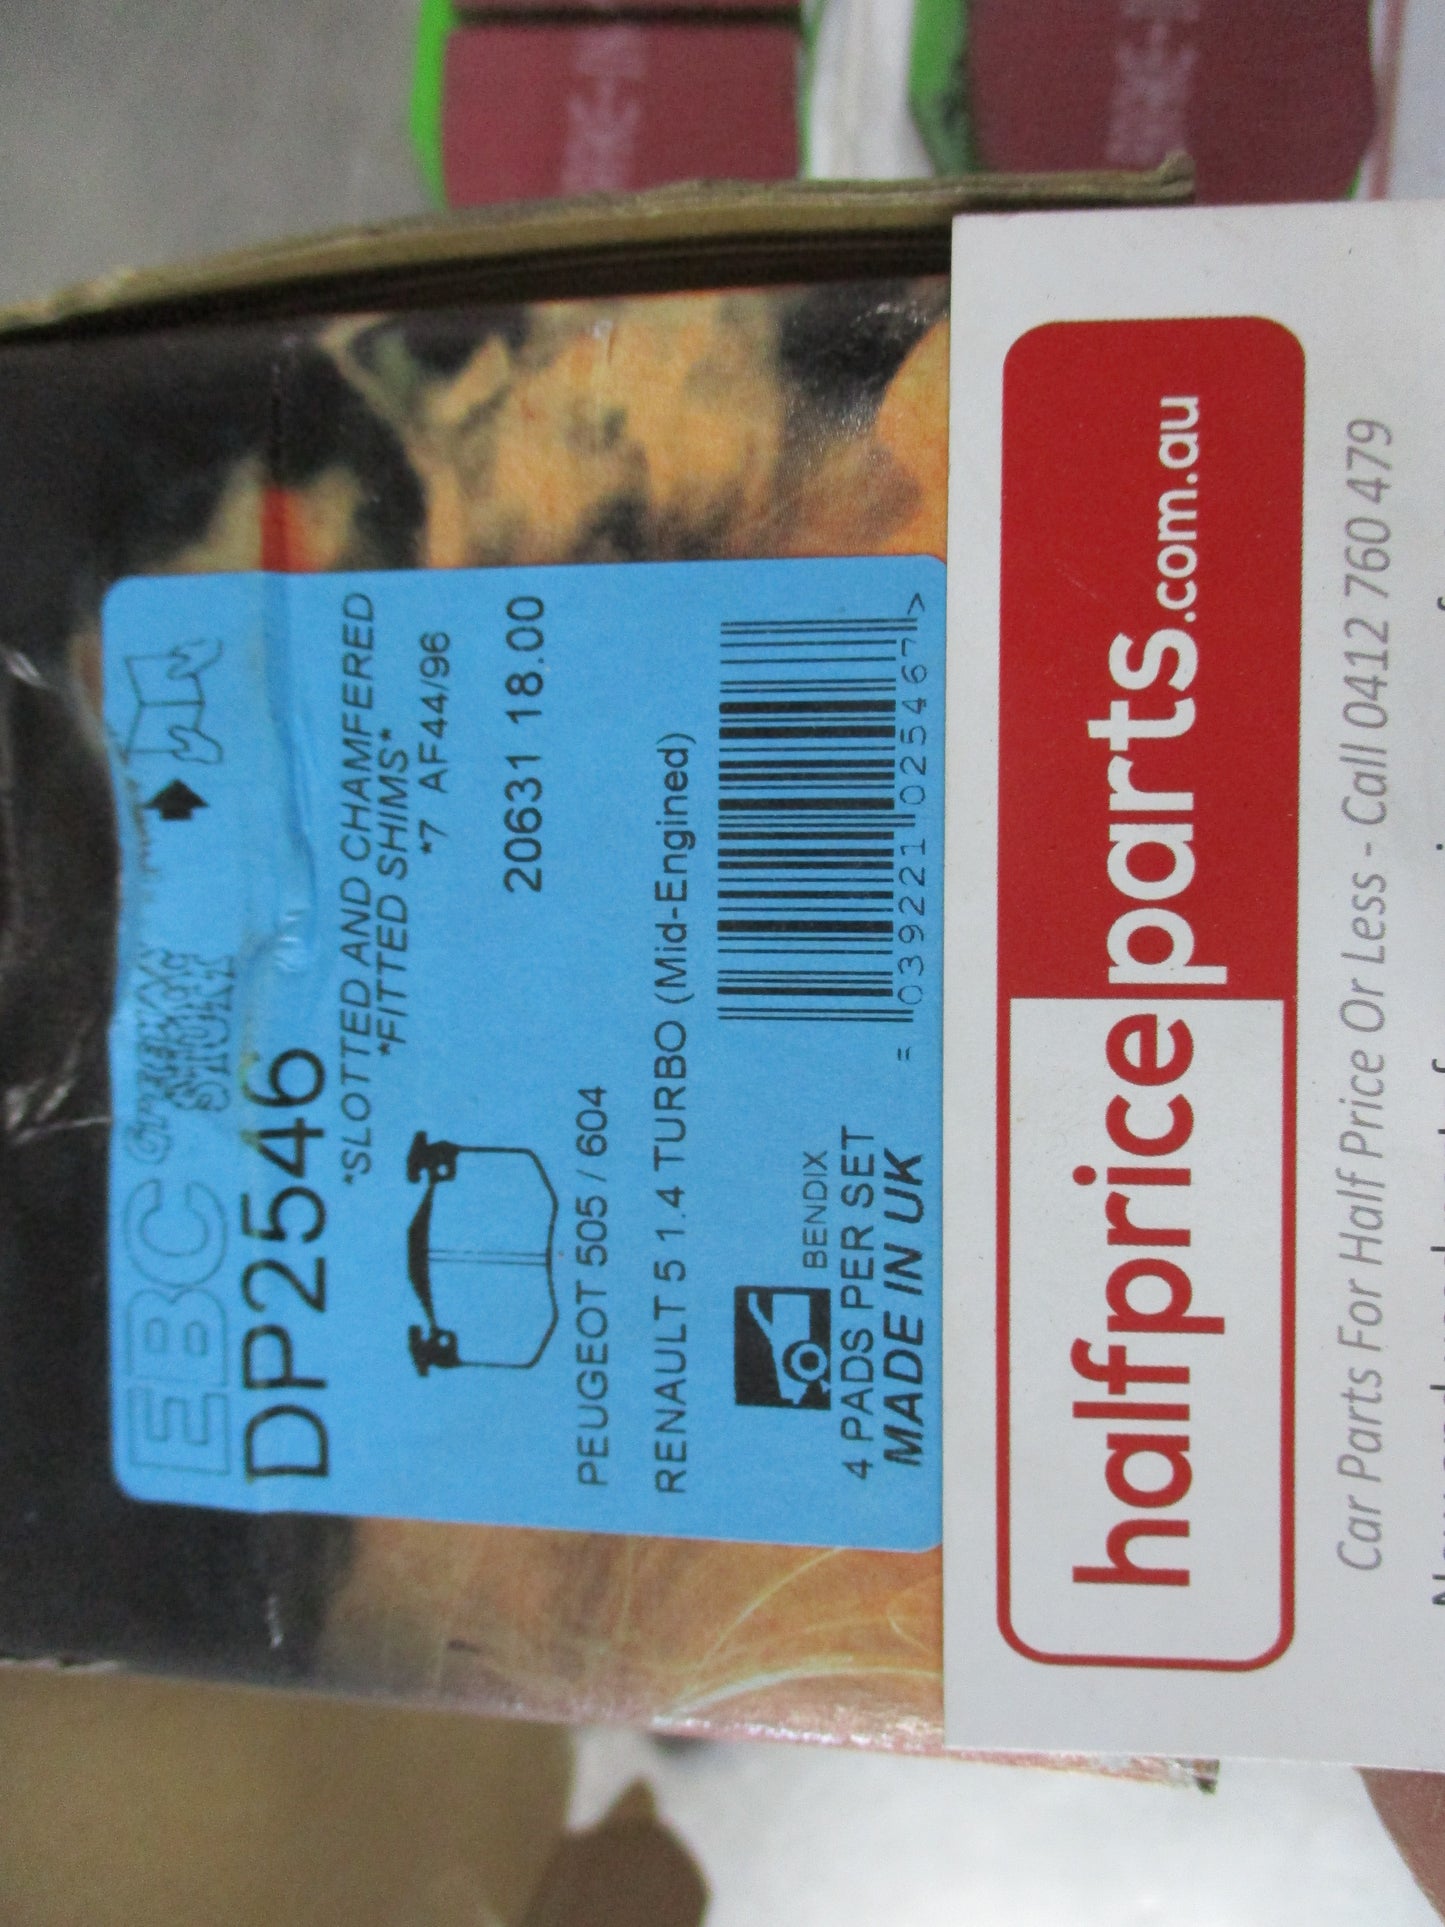 EBC
DP2546
*SLOTTED AND CHAMFERED
*FITTED SHIMS*
*7 AF44/96
20631 18.00
PEUGEOT 505 / 604
RENAULT 5 1.4 TURBO (Mid-Engined)
BENDIX
4 PADS PER SET
MADE IN UK
= 039221 025467 >
halfpriceparts.com.au
Car Parts For Half Price Or Less - Call 0412 760 479